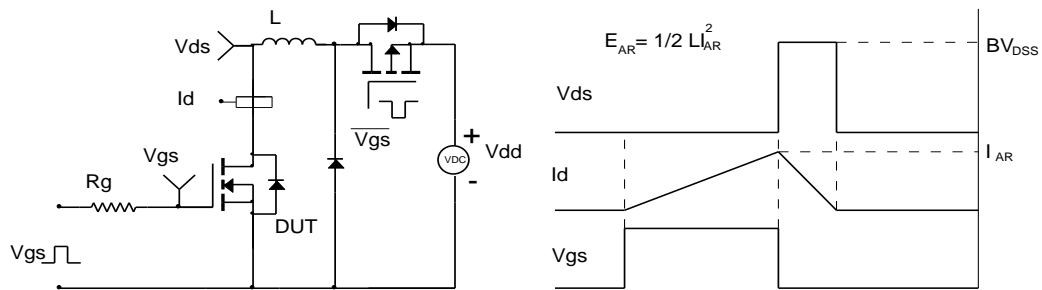 L
Vds
Id
Vgs
Vgs
+
VDC
Vdd
-
Rg
DUT
Vgs
E_AR = 1/2 LI_AR^2
BV_DSS
Vds
I_AR
Id
Vgs